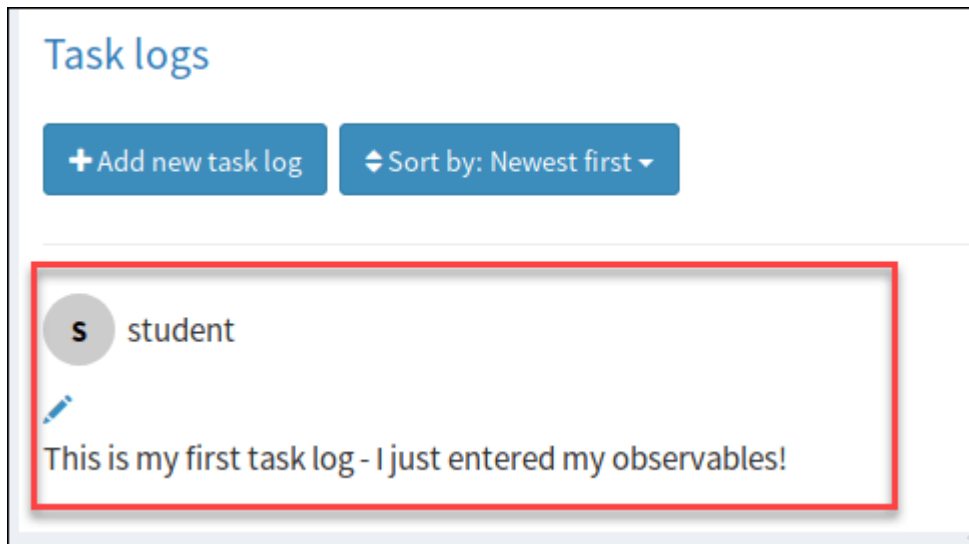 Task logs
Add new task log
Sort by: Newest first
S
student
This is my first task log - I just entered my observables!